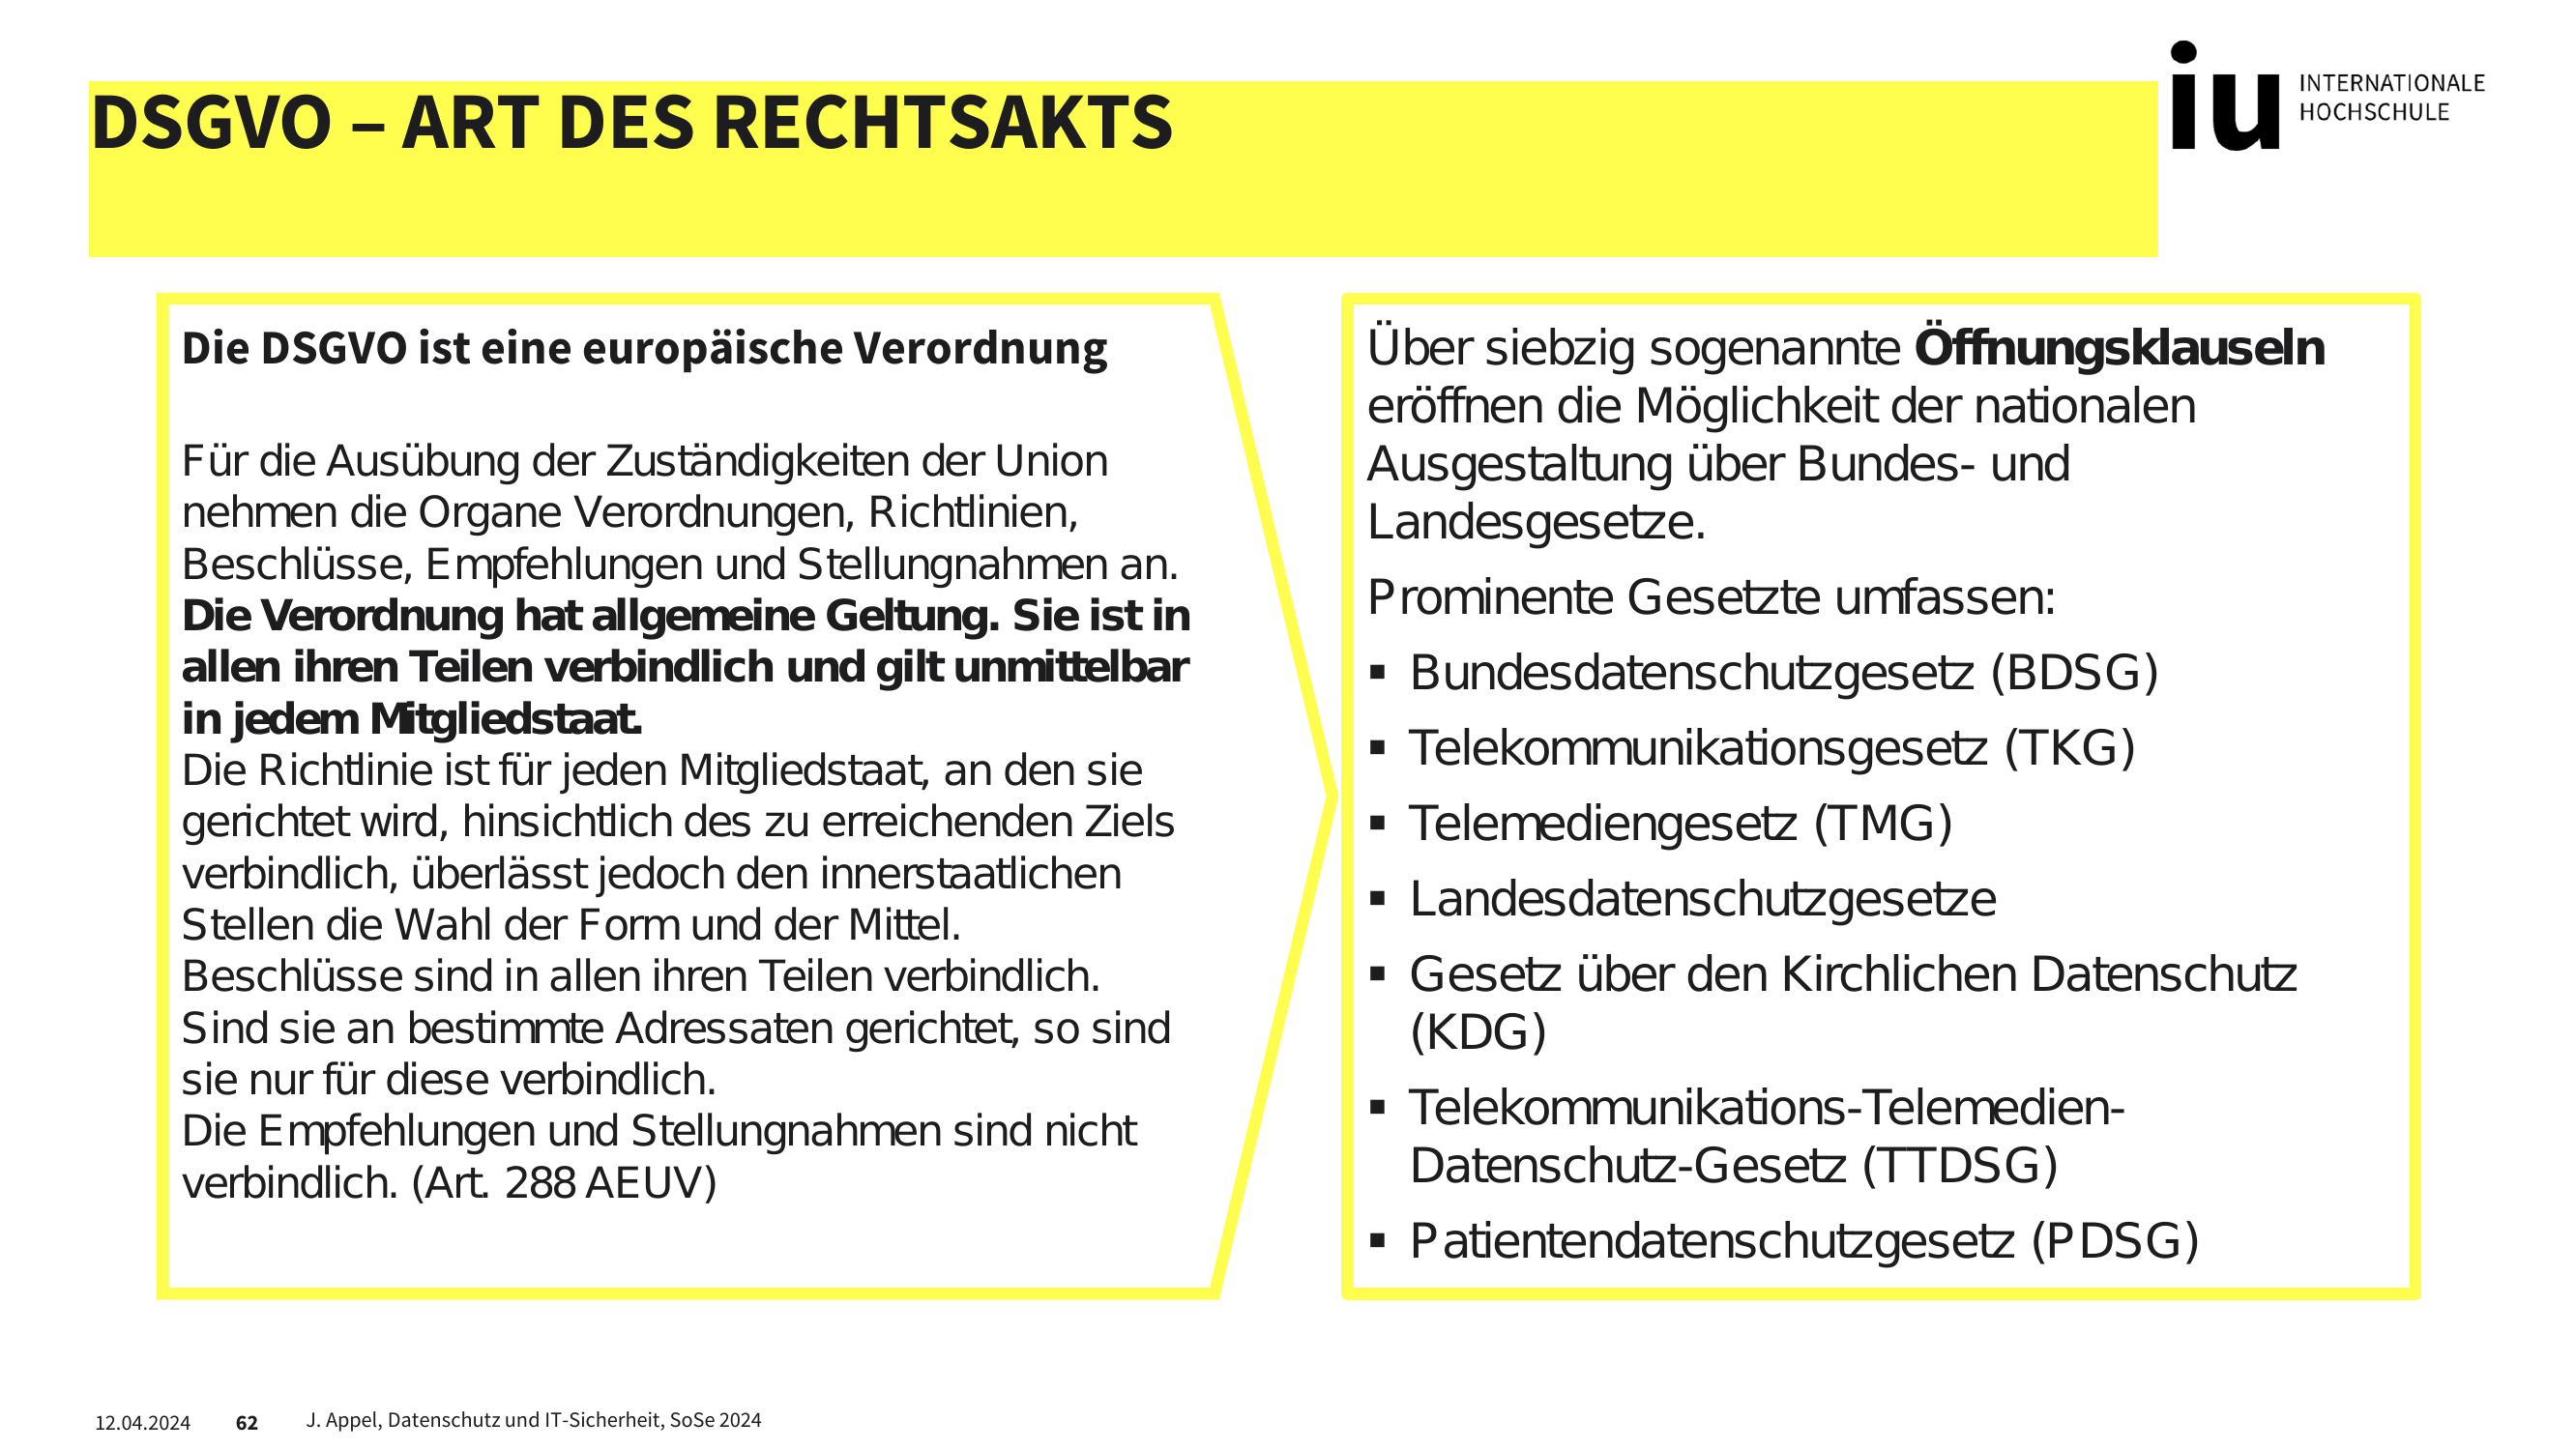 DSGVO – ART DES RECHTSAKTS
iu INTERNATIONALE
HOCHSCHULE
Die DSGVO ist eine europäische Verordnung
Für die Ausübung der Zuständigkeiten der Union
nehmen die Organe Verordnungen, Richtlinien,
Beschlüsse, Empfehlungen und Stellungnahmen an.
Die Verordnung hat allgemeine Geltung. Sie ist in
allen ihren Teilen verbindlich und gilt unmittelbar
in jedem Mitgliedstaat.
Die Richtlinie ist für jeden Mitgliedstaat, an den sie
gerichtet wird, hinsichtlich des zu erreichenden Ziels
verbindlich, überlässt jedoch den innerstaatlichen
Stellen die Wahl der Form und der Mittel.
Beschlüsse sind in allen ihren Teilen verbindlich.
Sind sie an bestimmte Adressaten gerichtet, so sind
sie nur für diese verbindlich.
Die Empfehlungen und Stellungnahmen sind nicht
verbindlich. (Art. 288 AEUV)
Über siebzig sogenannte Öffnungsklauseln
eröffnen die Möglichkeit der nationalen
Ausgestaltung über Bundes- und
Landesgesetze.
Prominente Gesetzte umfassen:
▪ Bundesdatenschutzgesetz (BDSG)
▪ Telekommunikationsgesetz (TKG)
▪ Telemediengesetz (TMG)
▪ Landesdatenschutzgesetze
▪ Gesetz über den Kirchlichen Datenschutz
(KDG)
▪ Telekommunikations-Telemedien-
Datenschutz-Gesetz (TTDSG)
▪ Patientendatenschutzgesetz (PDSG)
12.04.2024 62 J. Appel, Datenschutz und IT-Sicherheit, SoSe 2024